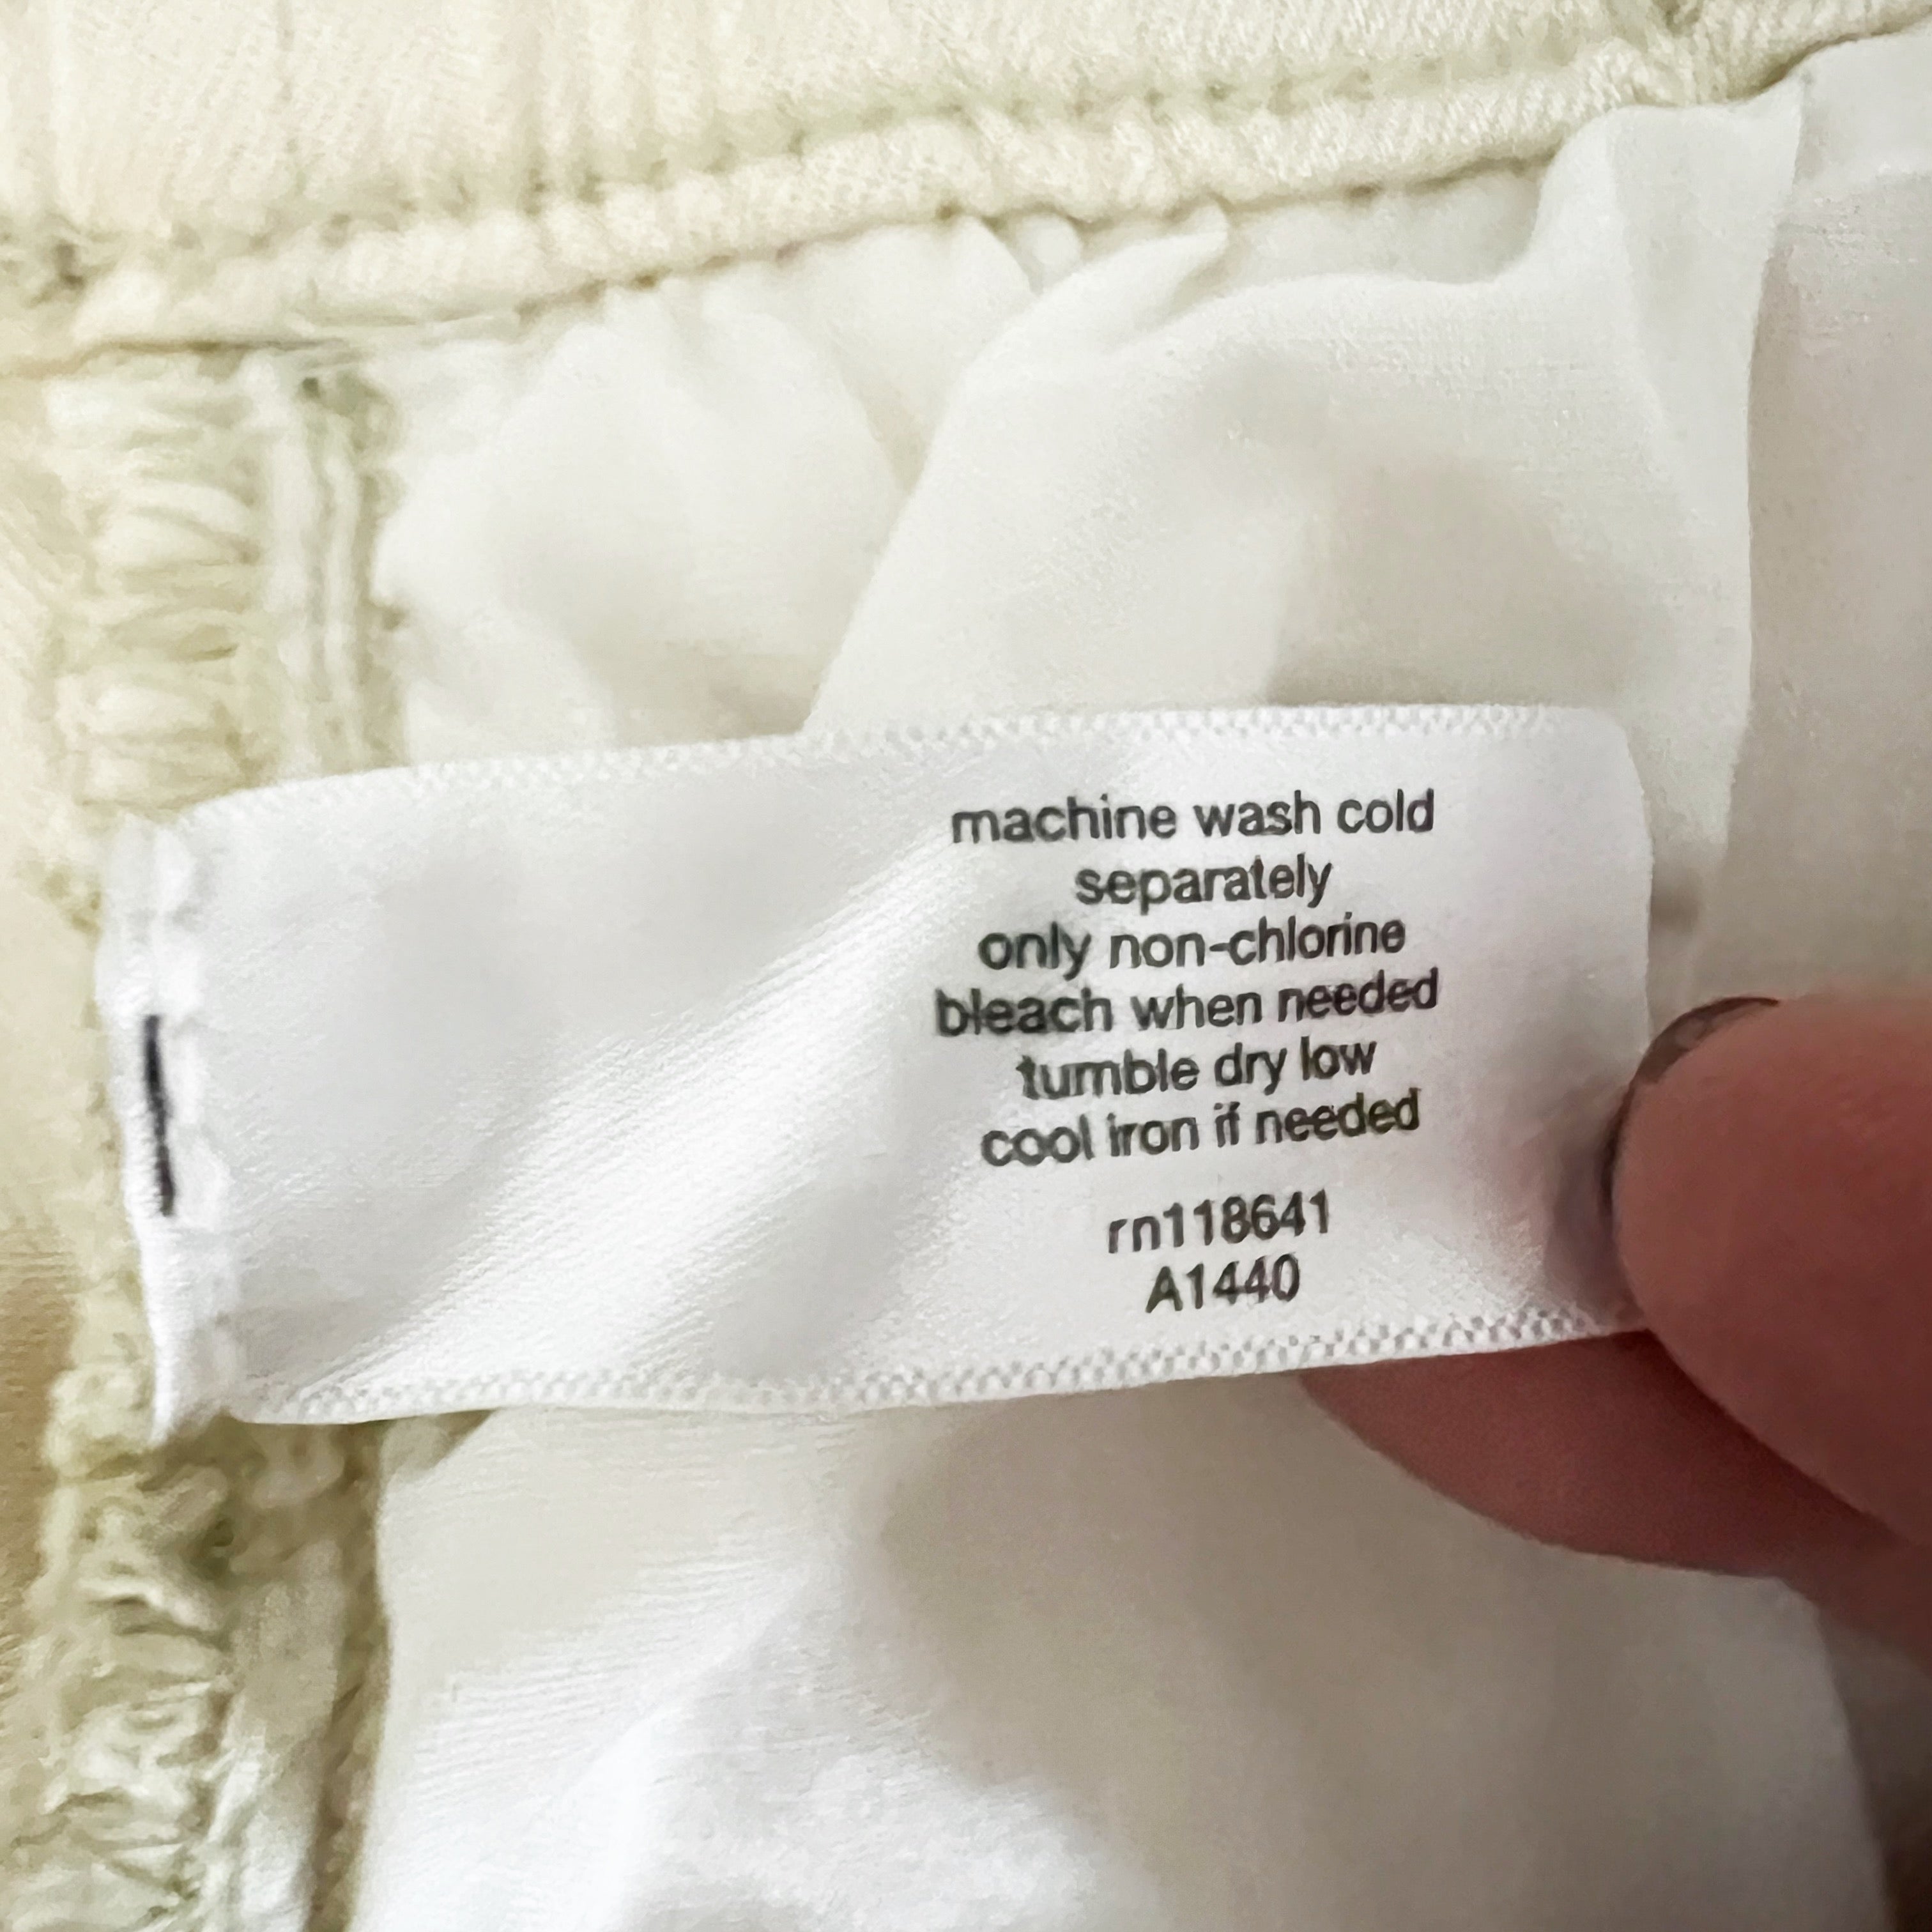 machine wash cold
separately
only non-chlorine
bleach when needed
tumble dry low
cool iron if needed
rn118641
A1440